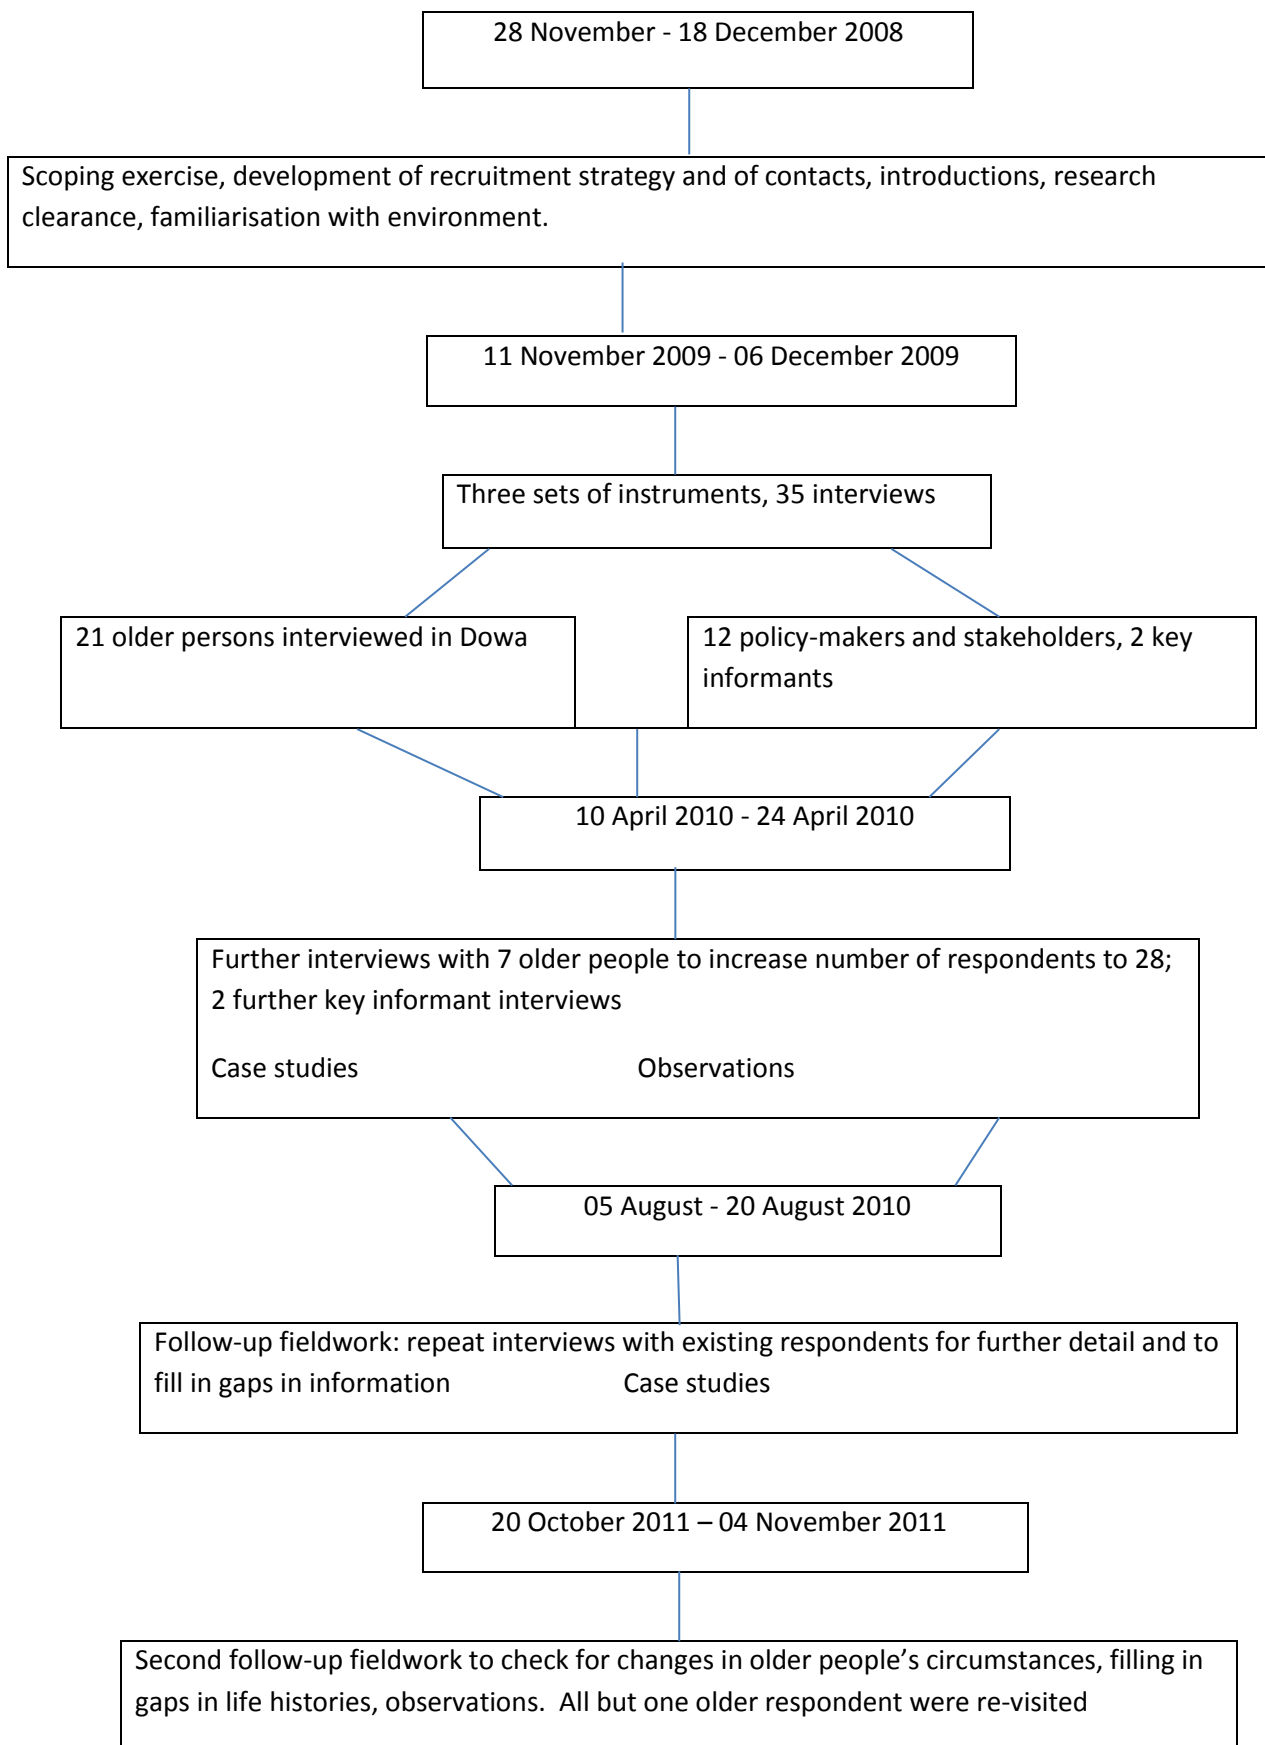 28 November - 18 December 2008
Scoping exercise, development of recruitment strategy and of contacts, introductions, research
clearance, familiarisation with environment.
11 November 2009 - 06 December 2009
Three sets of instruments, 35 interviews
21 older persons interviewed in Dowa
12 policy-makers and stakeholders, 2 key
informants
10 April 2010 - 24 April 2010
Further interviews with 7 older people to increase number of respondents to 28;
2 further key informant interviews
Case studies Observations
05 August - 20 August 2010
Follow-up fieldwork: repeat interviews with existing respondents for further detail and to
fill in gaps in information Case studies
20 October 2011 – 04 November 2011
Second follow-up fieldwork to check for changes in older people’s circumstances, filling in
gaps in life histories, observations.  All but one older respondent were re-visited